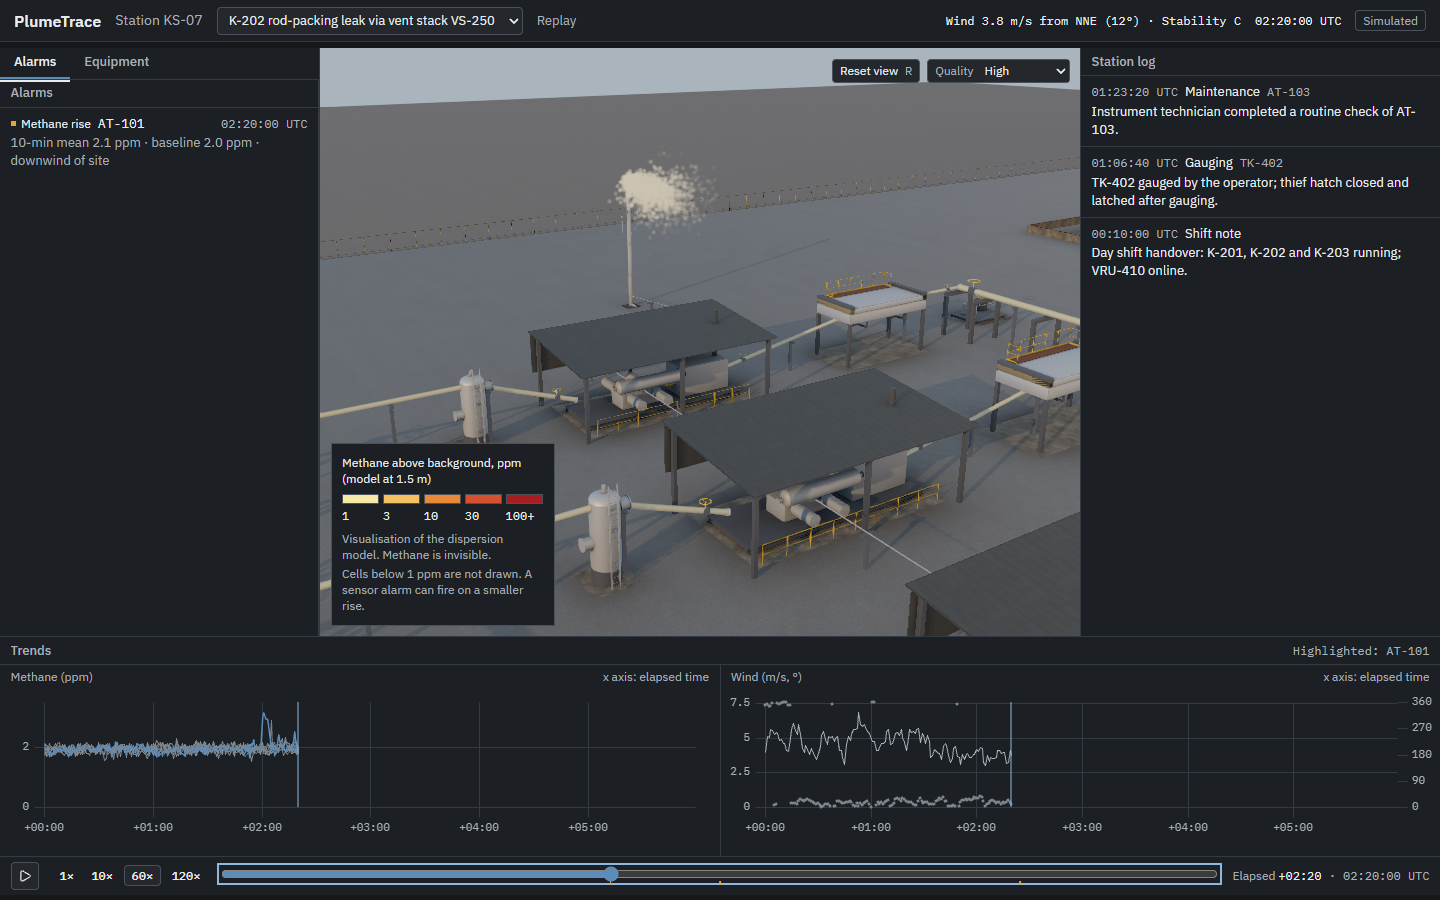 PlumeTrace Station KS-07 K-202 rod-packing leak via vent stack VS-250 Replay Wind 3.8 m/s from NNE (12°) · Stability C 02:20:00 UTC Simulated
Alarms Equipment
Alarms
Methane rise AT-101 02:20:00 UTC
10-min mean 2.1 ppm · baseline 2.0 ppm ·
downwind of site
Reset view R Quality High
Methane above background, ppm
(model at 1.5 m)
1 3 10 30 100+
Visualisation of the dispersion
model. Methane is invisible.
Cells below 1 ppm are not drawn. A
sensor alarm can fire on a smaller
rise.
Station log
01:23:20 UTC Maintenance AT-103
Instrument technician completed a routine check of AT-
103.
01:06:40 UTC Gauging TK-402
TK-402 gauged by the operator; thief hatch closed and
latched after gauging.
00:10:00 UTC Shift note
Day shift handover: K-201, K-202 and K-203 running;
VRU-410 online.
Trends Highlighted: AT-101
Methane (ppm) x axis: elapsed time
2
0
+00:00 +01:00 +02:00 +03:00 +04:00 +05:00
Wind (m/s, °) x axis: elapsed time
7.5 360
270
5
180
2.5
90
0 0
+00:00 +01:00 +02:00 +03:00 +04:00 +05:00
1× 10× 60× 120× Elapsed +02:20 · 02:20:00 UTC